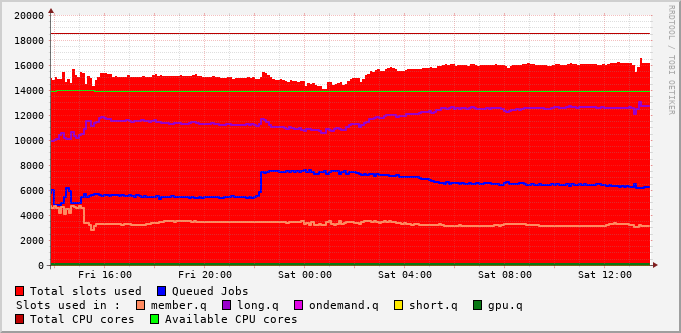 20000
18000
16000
14000
12000
10000
8000
6000
4000
2000
0
Fri 16:00 Fri 20:00 Sat 00:00 Sat 04:00 Sat 08:00 Sat 12:00
Total slots used Queued Jobs
Slots used in : member.q long.q ondemand.q short.q gpu.q
Total CPU cores Available CPU cores
RRDTOOL / TOBI OETIKER